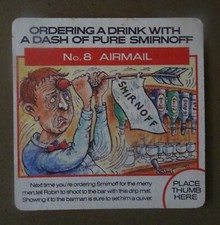 ORDERING A DRINK WITH
A DASH OF PURE SMIRNOFF
No. 8 AIRMAIL
SMIRNOFF
Next time you're ordering Smirnoff for the merry
men tell Robin to shoot to the bar with this drip mat.
Showing it to the barman is sure to set him a quiver.
PLACE
THUMB
HERE